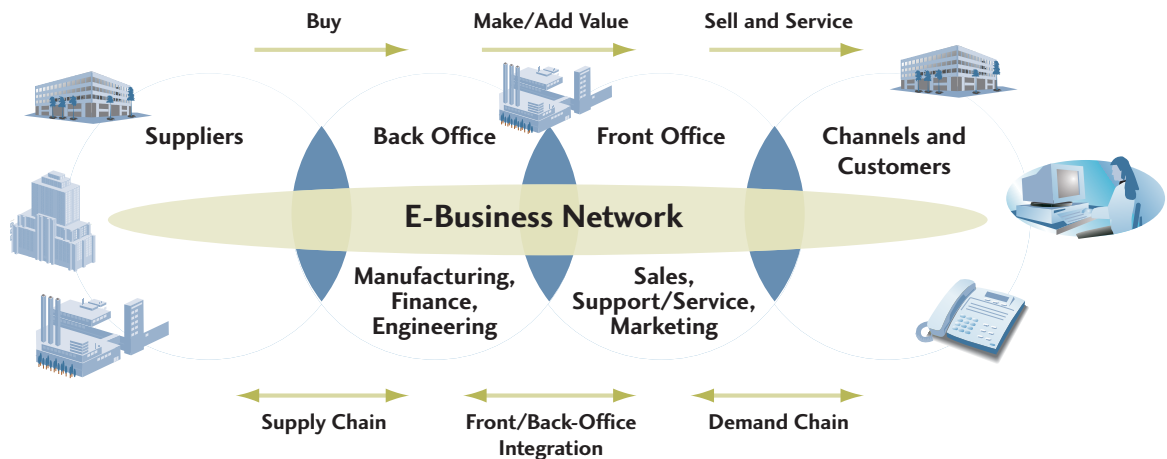 Buy
Make/Add Value
Sell and Service
Suppliers
Back Office
Front Office
Channels and
Customers
E-Business Network
Manufacturing,
Finance,
Engineering
Sales,
Support/Service,
Marketing
Supply Chain
Front/Back-Office
Integration
Demand Chain